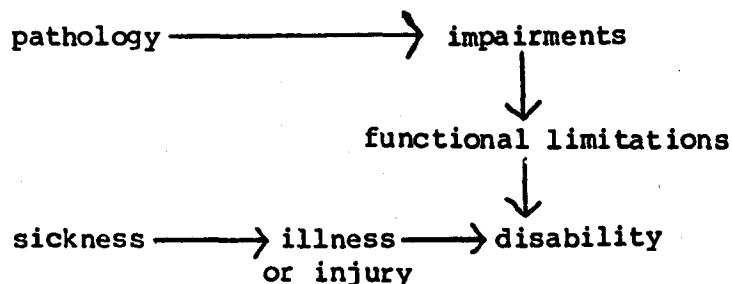 pathology impairments
functional limitations
sickness illness disability
or injury